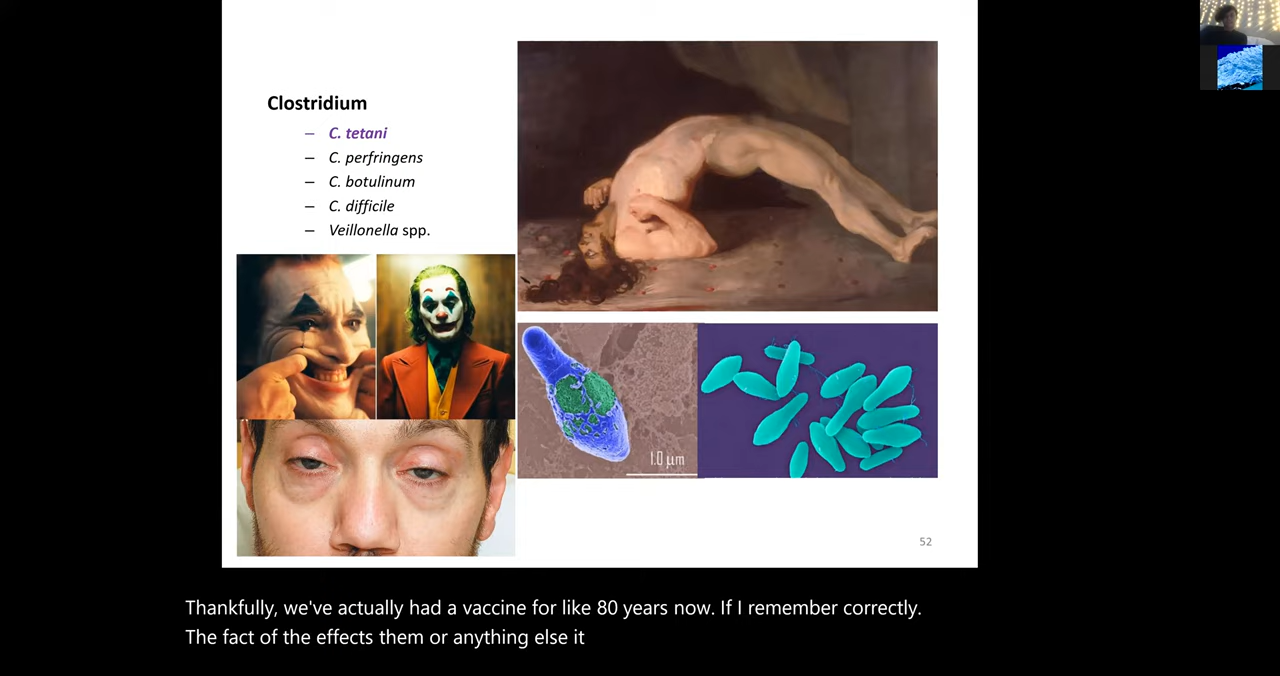 Clostridium
– C. tetani
– C. perfringens
– C. botulinum
– C. difficile
– Veillonella spp.
1.0 µm
52
Thankfully, we've actually had a vaccine for like 80 years now. If I remember correctly.
The fact of the effects them or anything else it